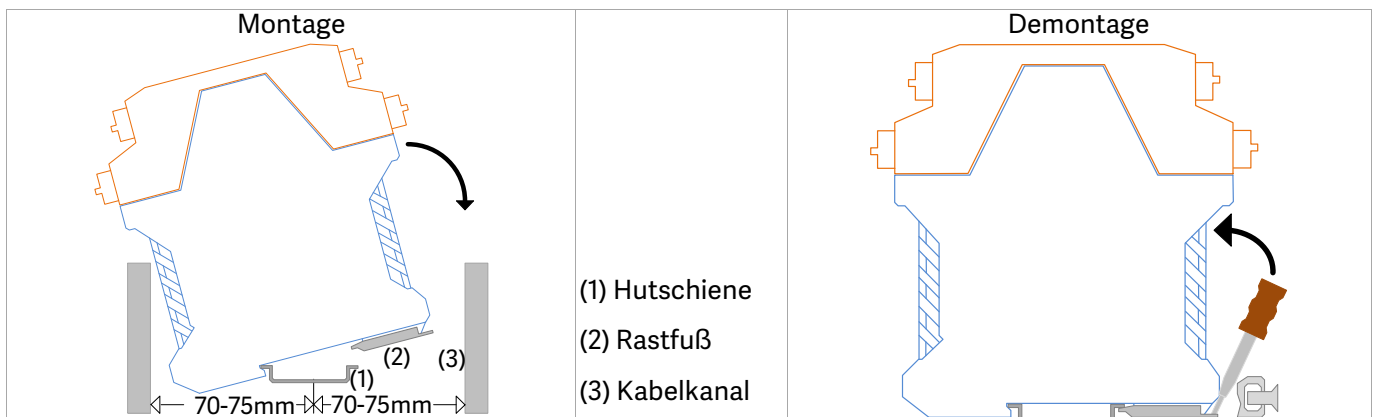 Montage
(2)
(3)
(1)
70-75mm
70-75mm
(1) Hutschiene
(2) Rastfuß
(3) Kabelkanal
Demontage